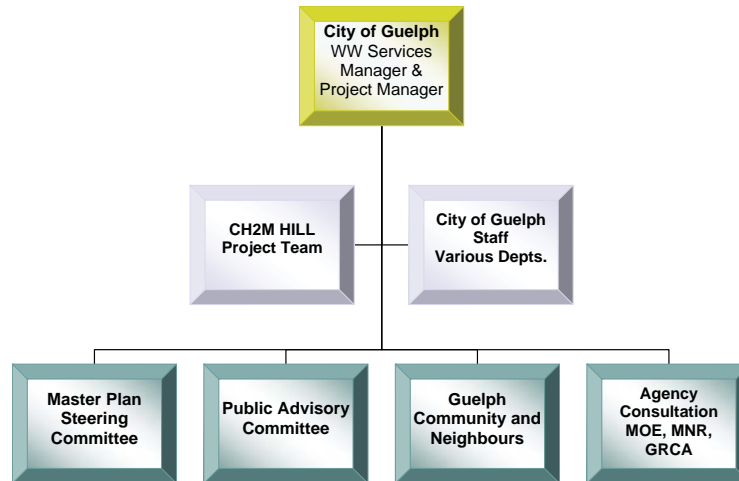 City of Guelph
WW Services
Manager &
Project Manager
CH2M HILL
Project Team
City of Guelph
Staff
Various Depts.
Master Plan
Steering
Committee
Public Advisory
Committee
Guelph
Community and
Neighbours
Agency
Consultation
MOE, MNR,
GRCA